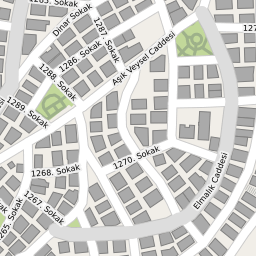 1285. Sokak
Dinar Sokak
1287. Sokak
127
1286. Sokak
Aşık Veysel Caddesi
1288. Sokak
1289. Sokak
1270. Sokak
1268. Sokak
Elmalık Caddesi
1267. Sokak
1265. Sokak